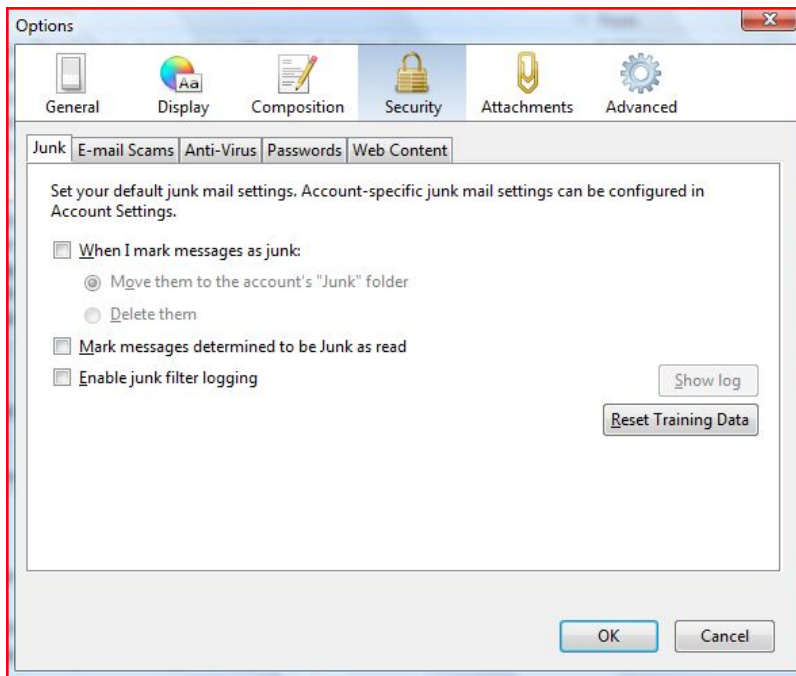 Options
General Display Composition Security Attachments Advanced
Junk E-mail Scams Anti-Virus Passwords Web Content
Set your default junk mail settings. Account-specific junk mail settings can be configured in
Account Settings.
When I mark messages as junk:
Move them to the account's "Junk" folder
Delete them
Mark messages determined to be Junk as read
Enable junk filter logging
Show log
Reset Training Data
OK Cancel